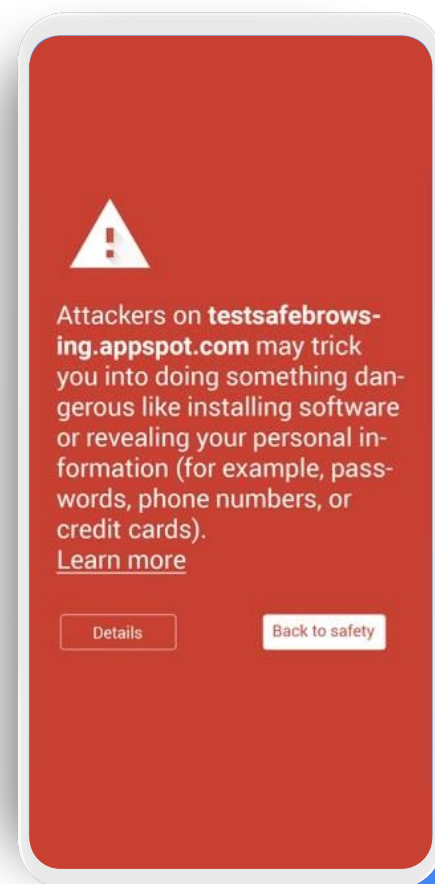 Attackers on testsafebrows-
ing.appspot.com may trick
you into doing something dan-
gerous like installing software
or revealing your personal in-
formation (for example, pass-
words, phone numbers, or
credit cards).
Learn more
Details
Back to safety